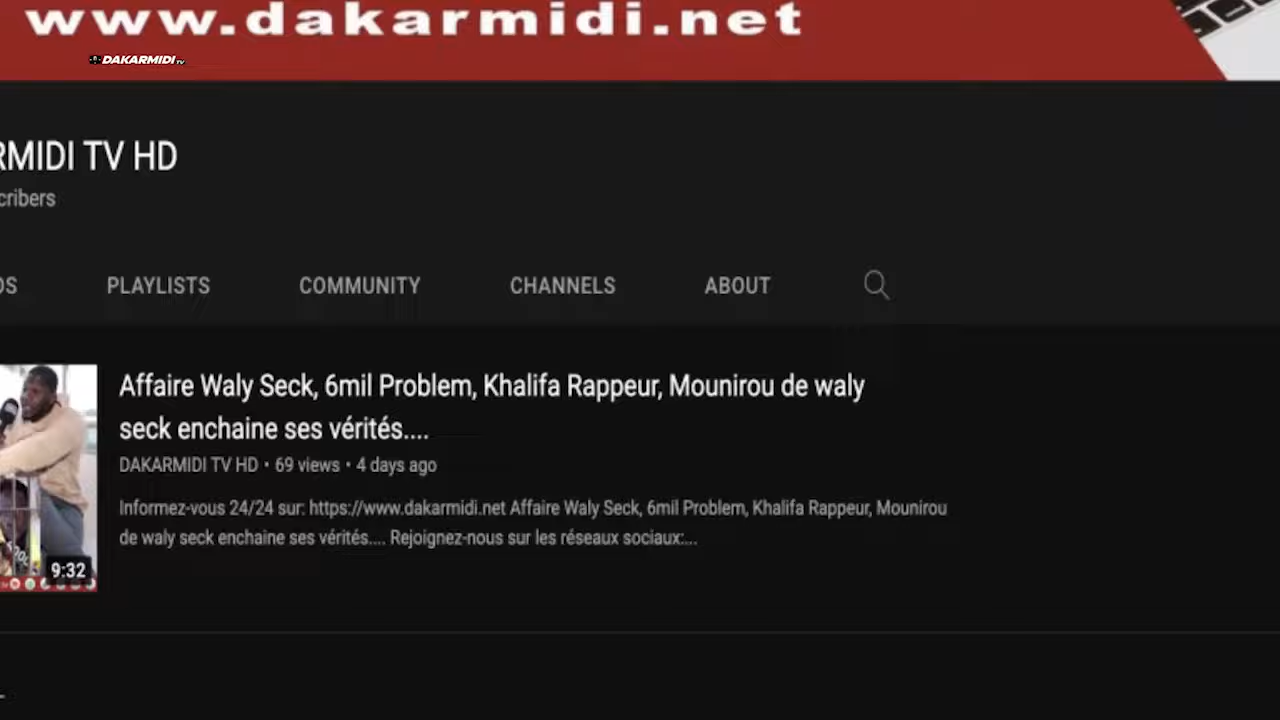 www.dakarmidi.net
DAKARMIDI TV
RMIDI TV HD
cribers
OS PLAYLISTS COMMUNITY CHANNELS ABOUT
Affaire Waly Seck, 6mil Problem, Khalifa Rappeur, Mounirou de waly
seck enchaine ses vérités....
DAKARMIDI TV HD • 69 views • 4 days ago
Informez-vous 24/24 sur: https://www.dakarmidi.net Affaire Waly Seck, 6mil Problem, Khalifa Rappeur, Mounirou
de waly seck enchaine ses vérités.... Rejoignez-nous sur les réseaux sociaux:...
9:32